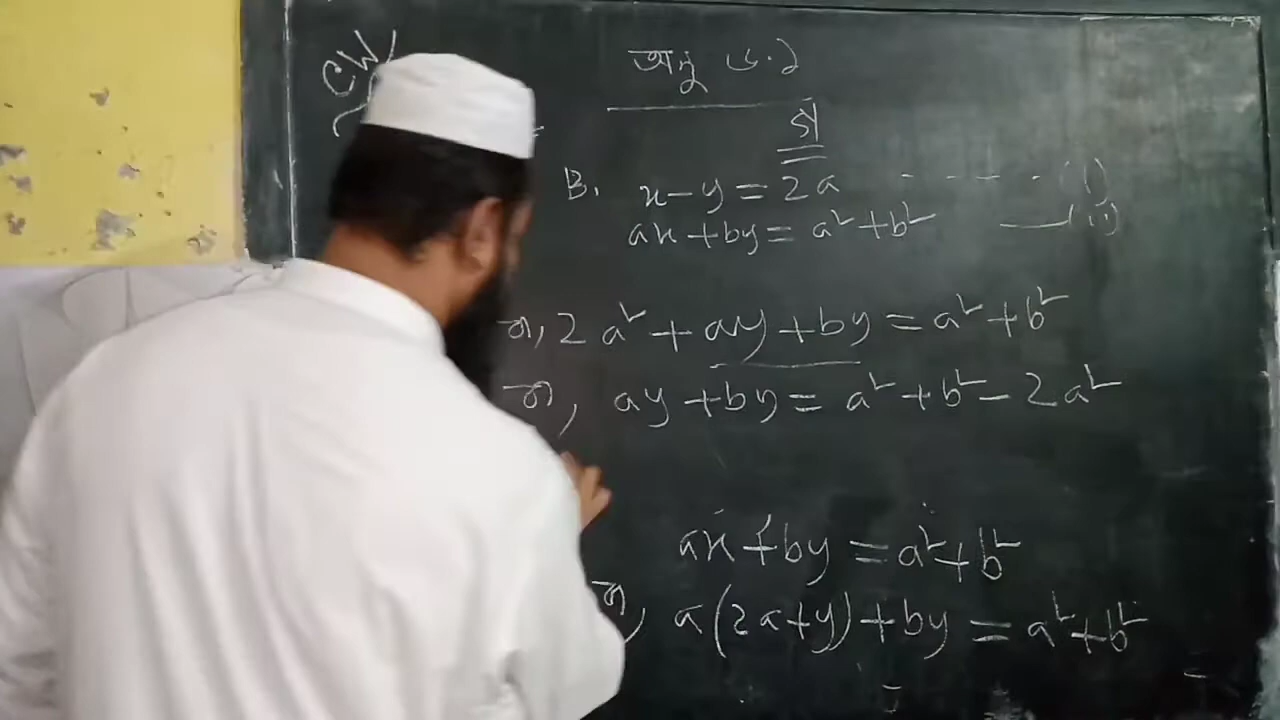 CW
অনু ৬.২
B. x-y=2a ----- (i)
ax+by=a²+b² —(ii)
বা, 2a²+ay+by=a²+b²
বা, ay+by=a²+b²-2a²
ax+by=a²+b²
বা, a(2a+y)+by=a²+b²